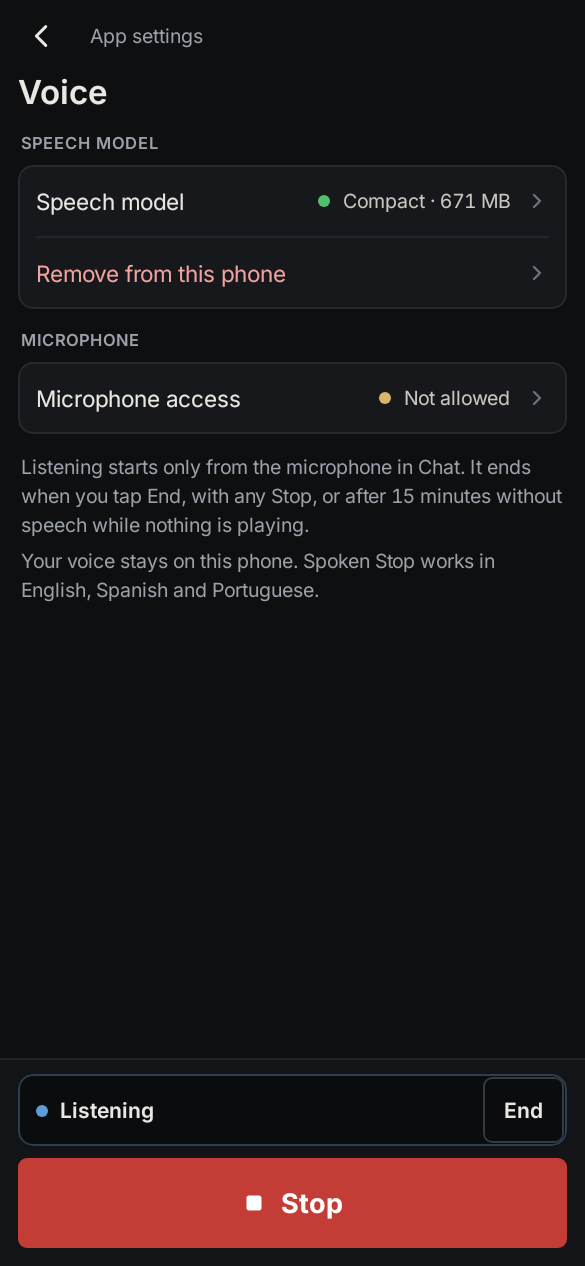 App settings
Voice
SPEECH MODEL
Speech model
Compact · 671 MB
Remove from this phone
MICROPHONE
Microphone access
Not allowed
Listening starts only from the microphone in Chat. It ends
when you tap End, with any Stop, or after 15 minutes without
speech while nothing is playing.
Your voice stays on this phone. Spoken Stop works in
English, Spanish and Portuguese.
Listening
End
Stop